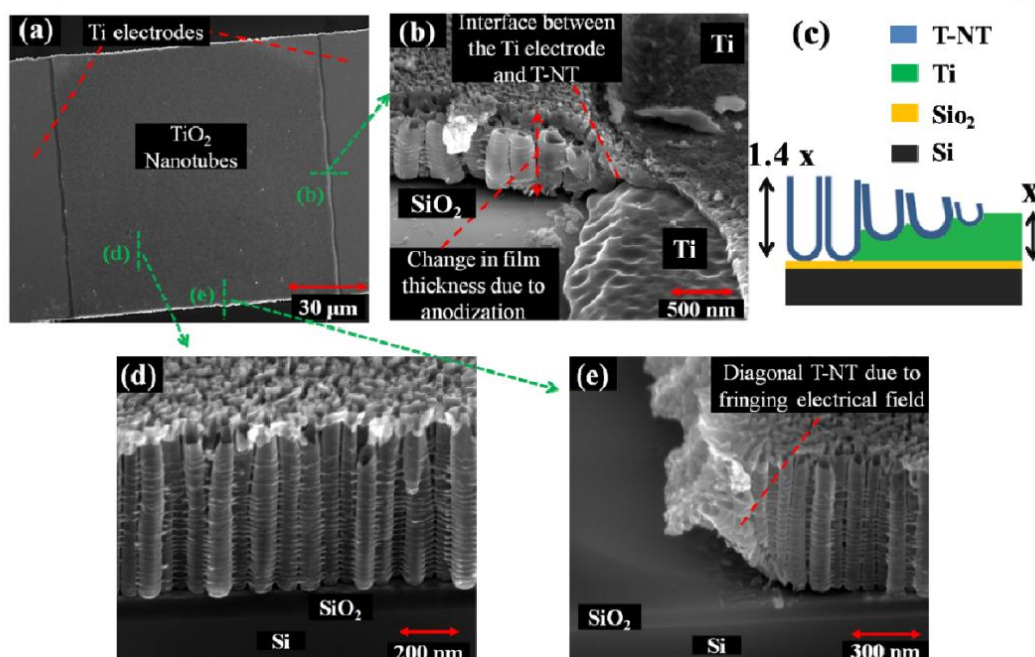 (a)
Ti electrodes
TiO2
Nanotubes
(b)
(d)
(e)
30 μm
(b)
Interface between
the Ti electrode
and T-NT
Ti
SiO2
Ti
Change in film
thickness due to
anodization
500 nm
(c)
T-NT
Ti
Sio2
Si
1.4 x
x
(d)
SiO2
Si
200 nm
(e)
Diagonal T-NT due to
fringing electrical field
SiO2
Si
300 nm